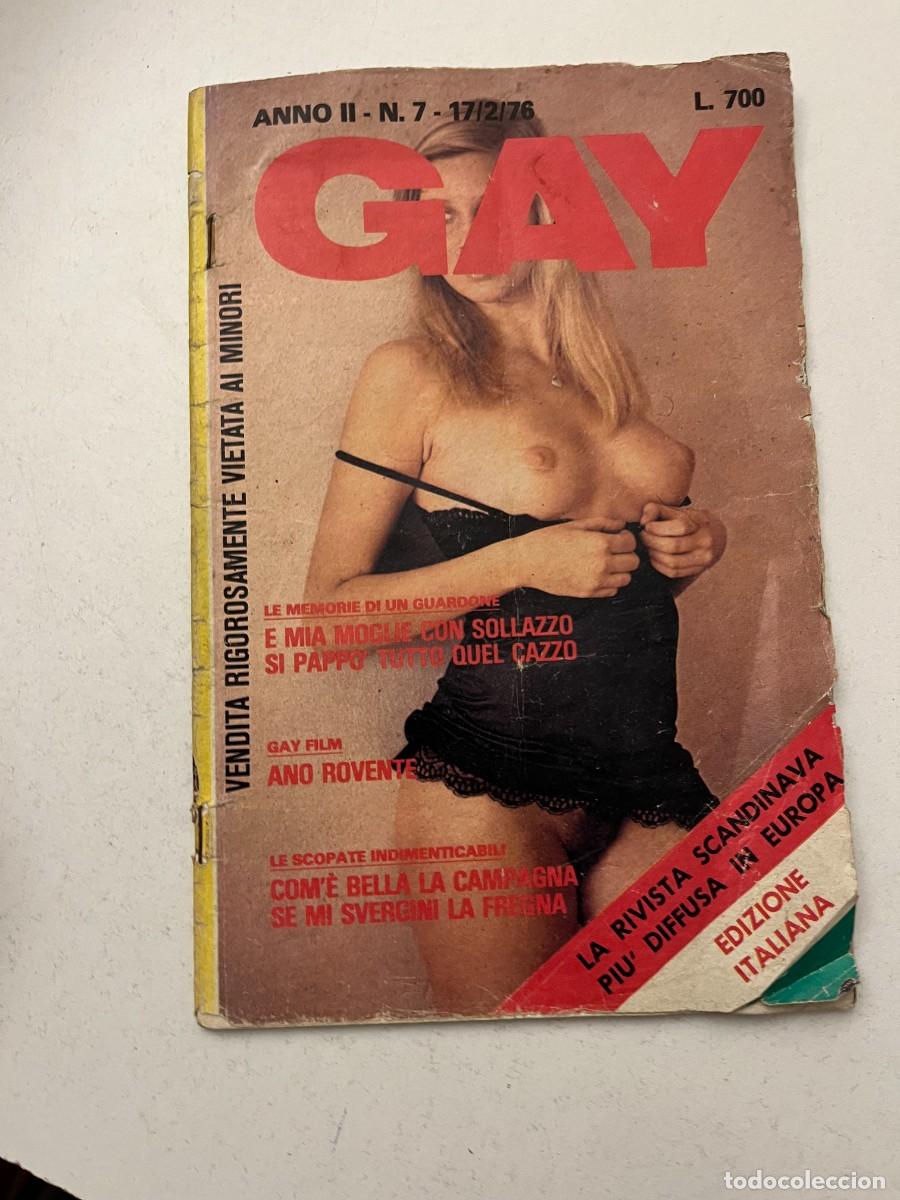 ANNO II - N. 7 - 17/2/76
L. 700
GAY
VENDITA RIGOROSAMENTE VIETATA AI MINORI
LE MEMORIE DI UN GUARDONE
E MIA MOGLIE CON SOLLAZZO
SI PAPPO' TUTTO QUEL CAZZO
GAY FILM
ANO ROVENTE
LE SCOPATE INDIMENTICABILI
COM'È BELLA LA CAMPAGNA
SE MI SVERGINI LA FREGNA
LA RIVISTA SCANDINAVA
PIU' DIFFUSA IN EUROPA
EDIZIONE
ITALIANA
todocoleccion